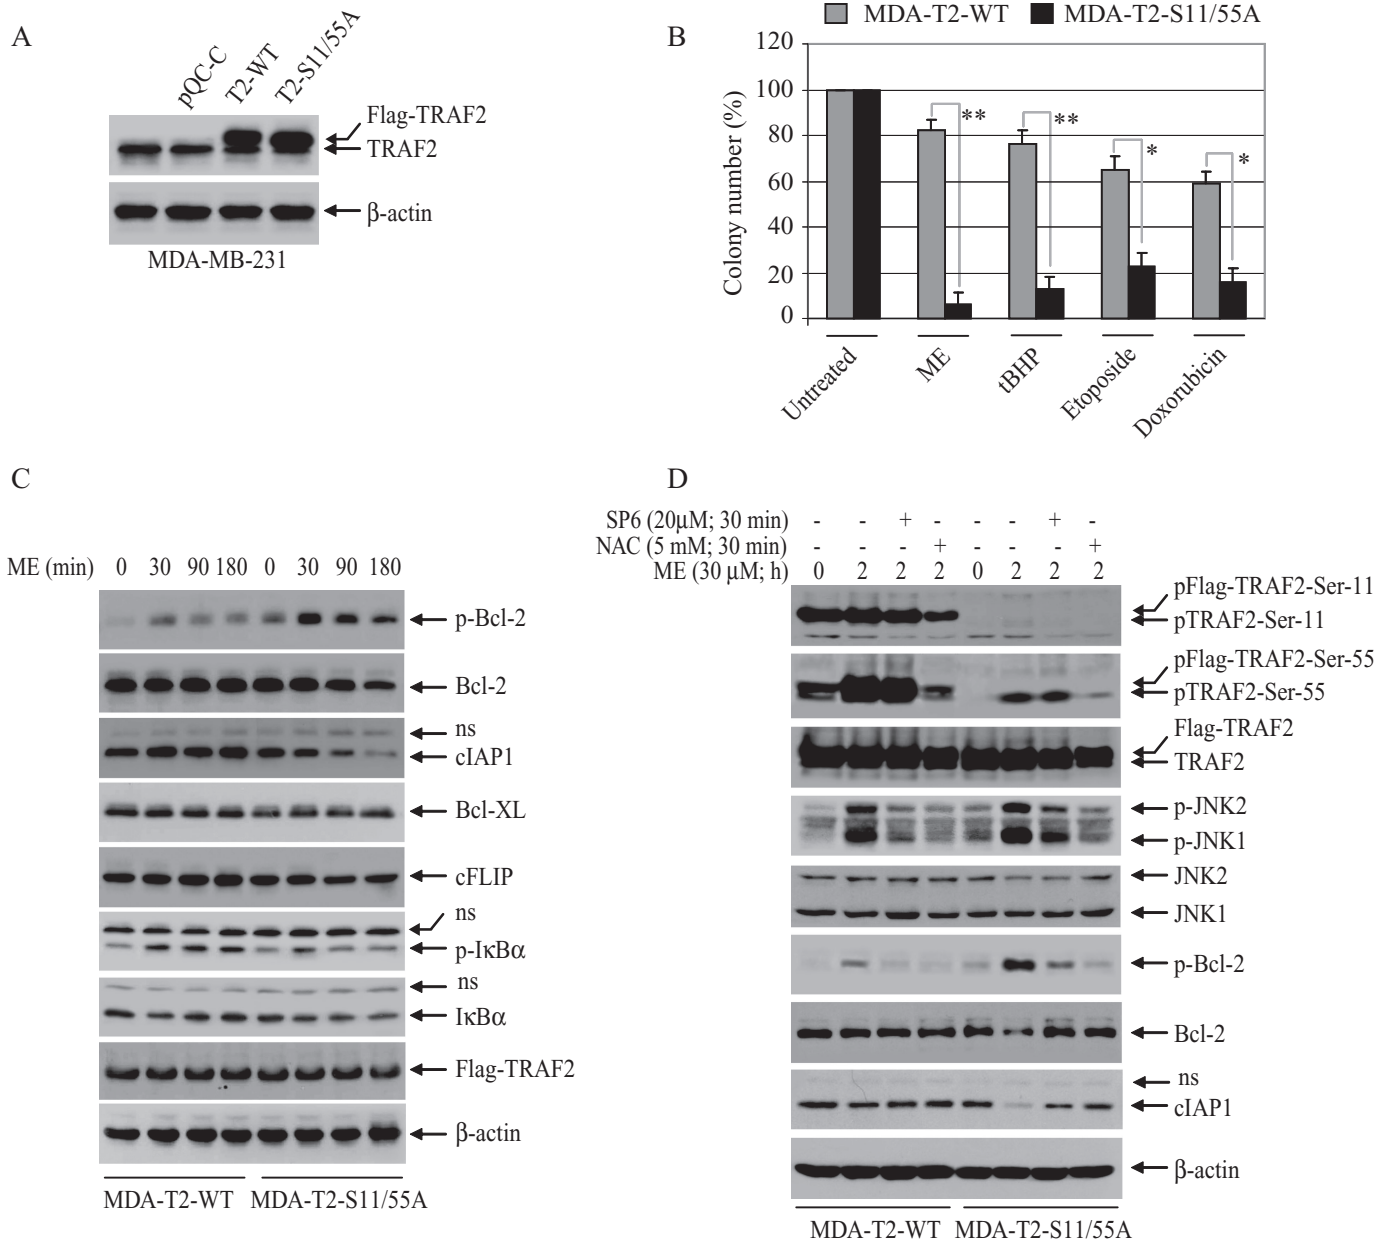 A
pQC-C
T2-WT
T2-S11/55A
Flag-TRAF2
TRAF2
β-actin
MDA-MB-231
B
MDA-T2-WT
MDA-T2-S11/55A
Colony number (%)
120
100
80
60
40
20
0
**
**
*
*
Untreated
ME
tBHP
Etoposide
Doxorubicin
C
ME (min) 0 30 90 180 0 30 90 180
p-Bcl-2
Bcl-2
ns
cIAP1
Bcl-XL
cFLIP
ns
p-IκBα
ns
IκBα
Flag-TRAF2
β-actin
MDA-T2-WT MDA-T2-S11/55A
D
SP6 (20μM; 30 min) - - + - - - + -
NAC (5 mM; 30 min) - - - + - - - +
ME (30 μM; h) 0 2 2 2 0 2 2 2
pFlag-TRAF2-Ser-11
pTRAF2-Ser-11
pFlag-TRAF2-Ser-55
pTRAF2-Ser-55
Flag-TRAF2
TRAF2
p-JNK2
p-JNK1
JNK2
JNK1
p-Bcl-2
Bcl-2
ns
cIAP1
β-actin
MDA-T2-WT MDA-T2-S11/55A